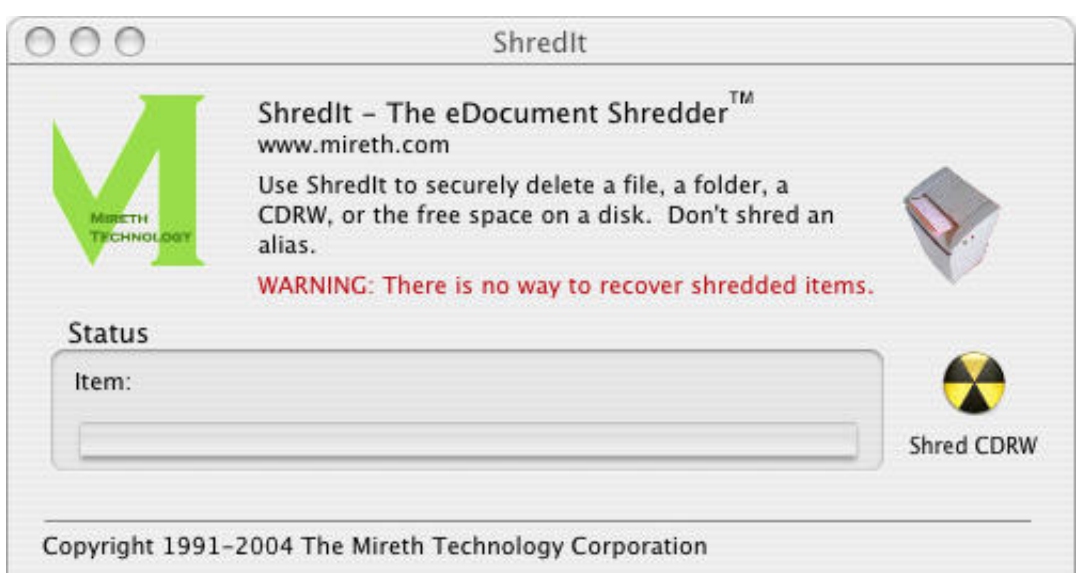 ShredIt
ShredIt – The eDocument Shredder™
www.mireth.com
Use ShredIt to securely delete a file, a folder, a
CDRW, or the free space on a disk.  Don't shred an
alias.
WARNING: There is no way to recover shredded items.
MIRETH
TECHNOLOGY
Status
Item:
Shred CDRW
Copyright 1991–2004 The Mireth Technology Corporation